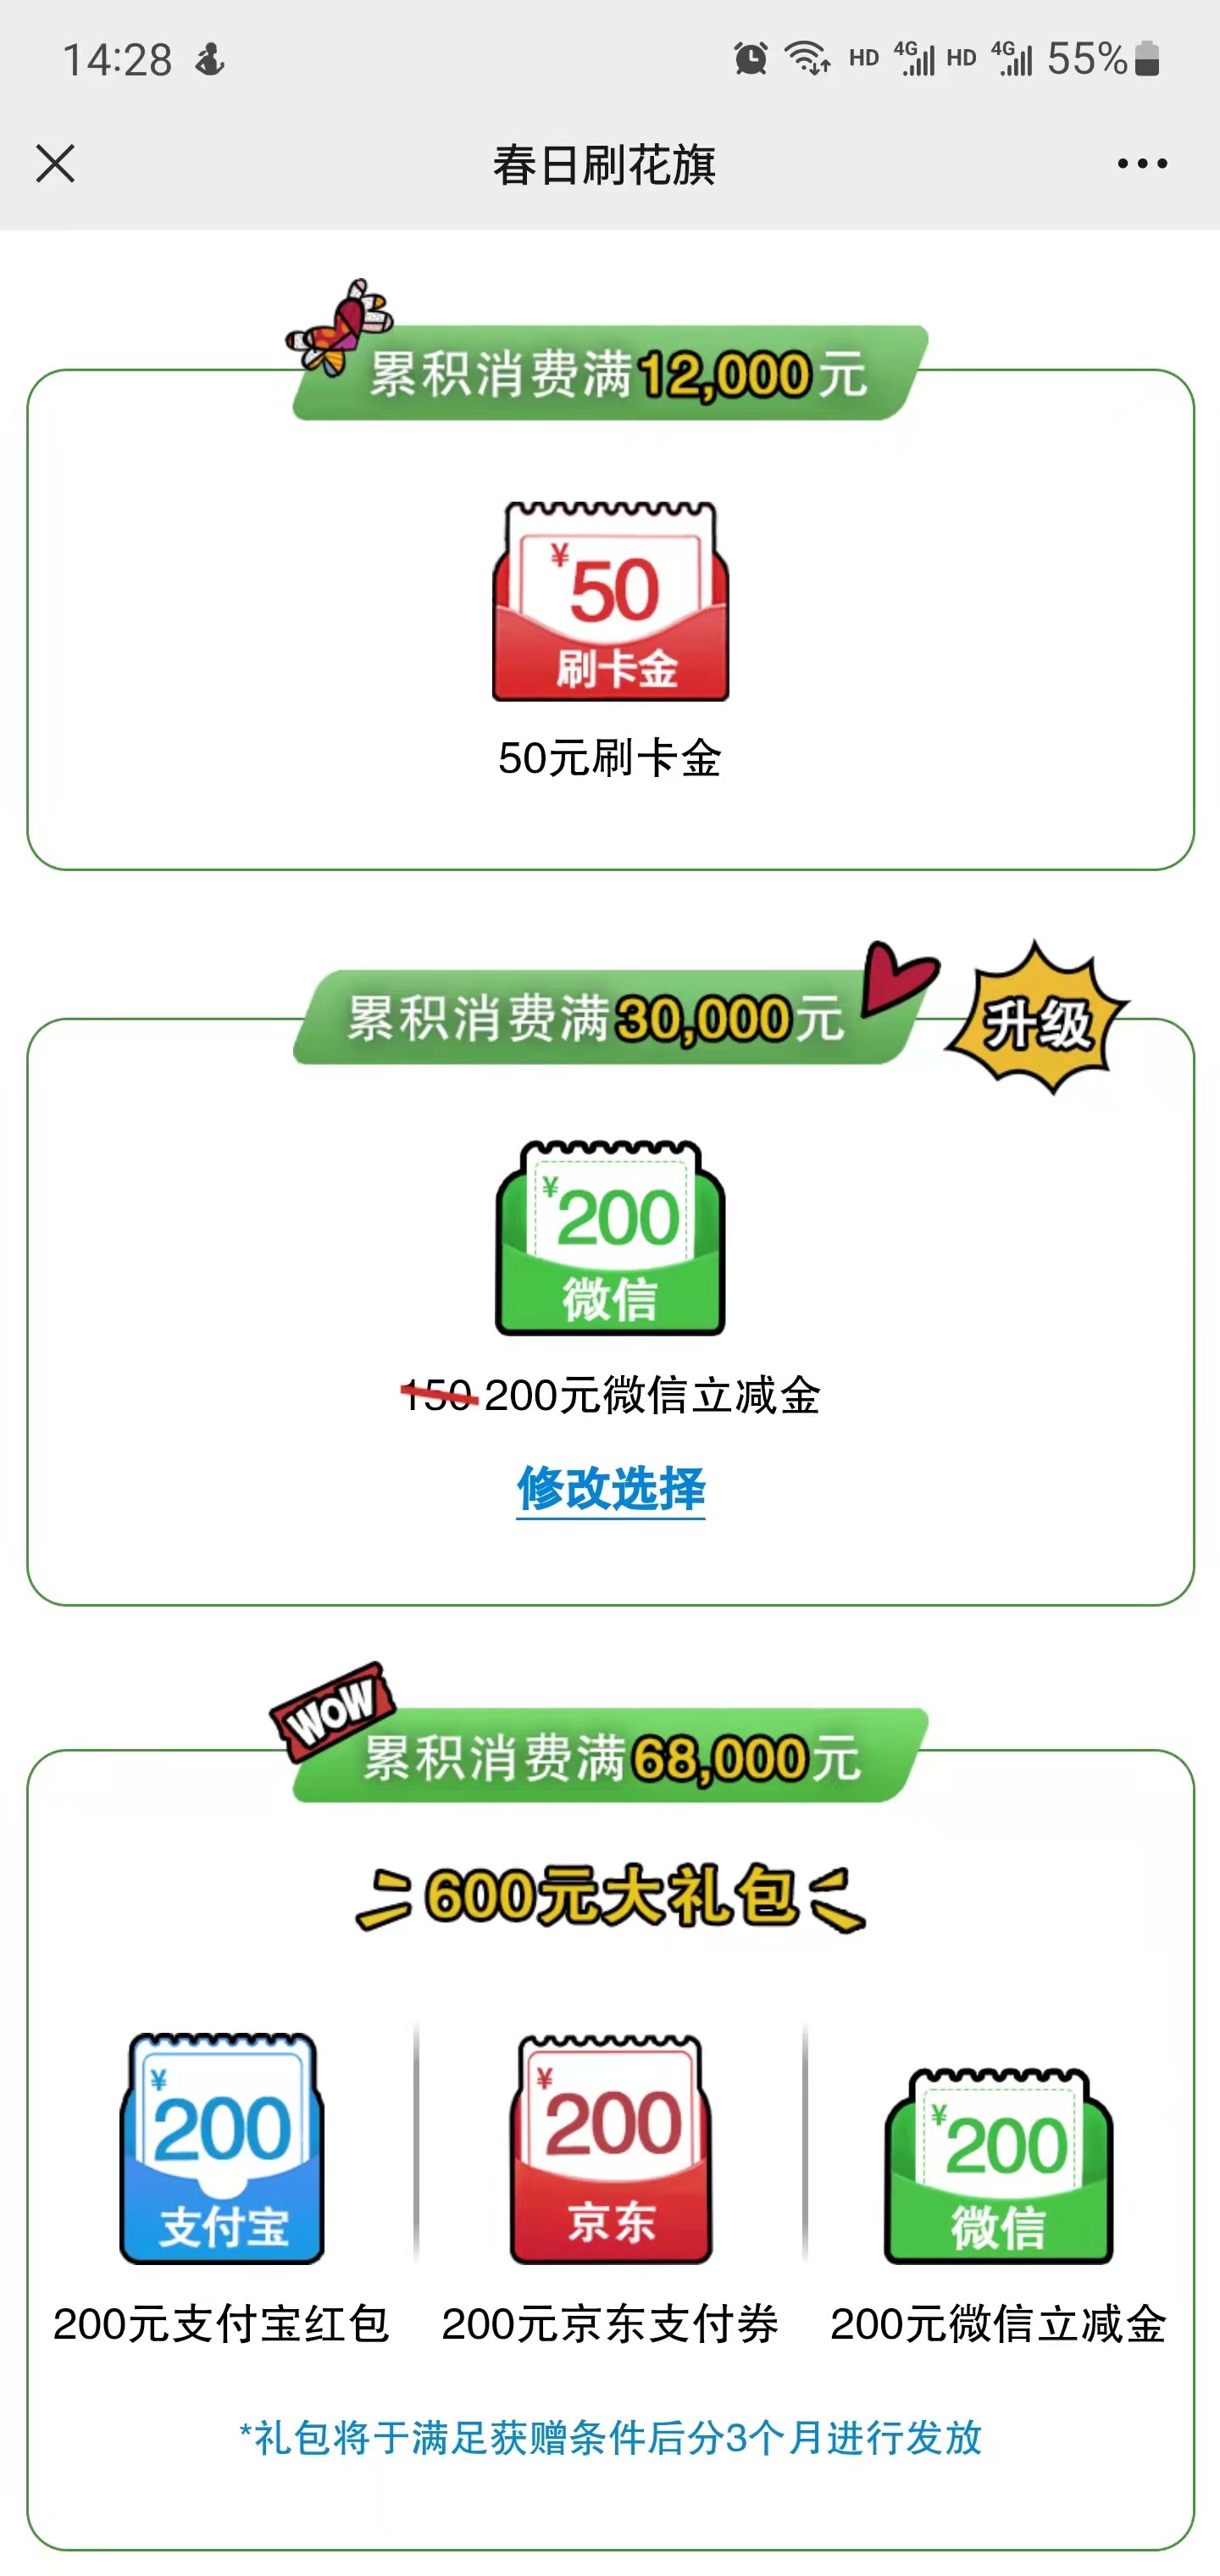 14:28 HD 4G HD 4G 55%
春日刷花旗
累积消费满12,000元
¥50
刷卡金
50元刷卡金
累积消费满30,000元
升级
¥200
微信
150 200元微信立减金
修改选择
WOW
累积消费满68,000元
600元大礼包
¥200 ¥200 ¥200
支付宝 京东 微信
200元支付宝红包 200元京东支付券 200元微信立减金
*礼包将于满足获赠条件后分3个月进行发放